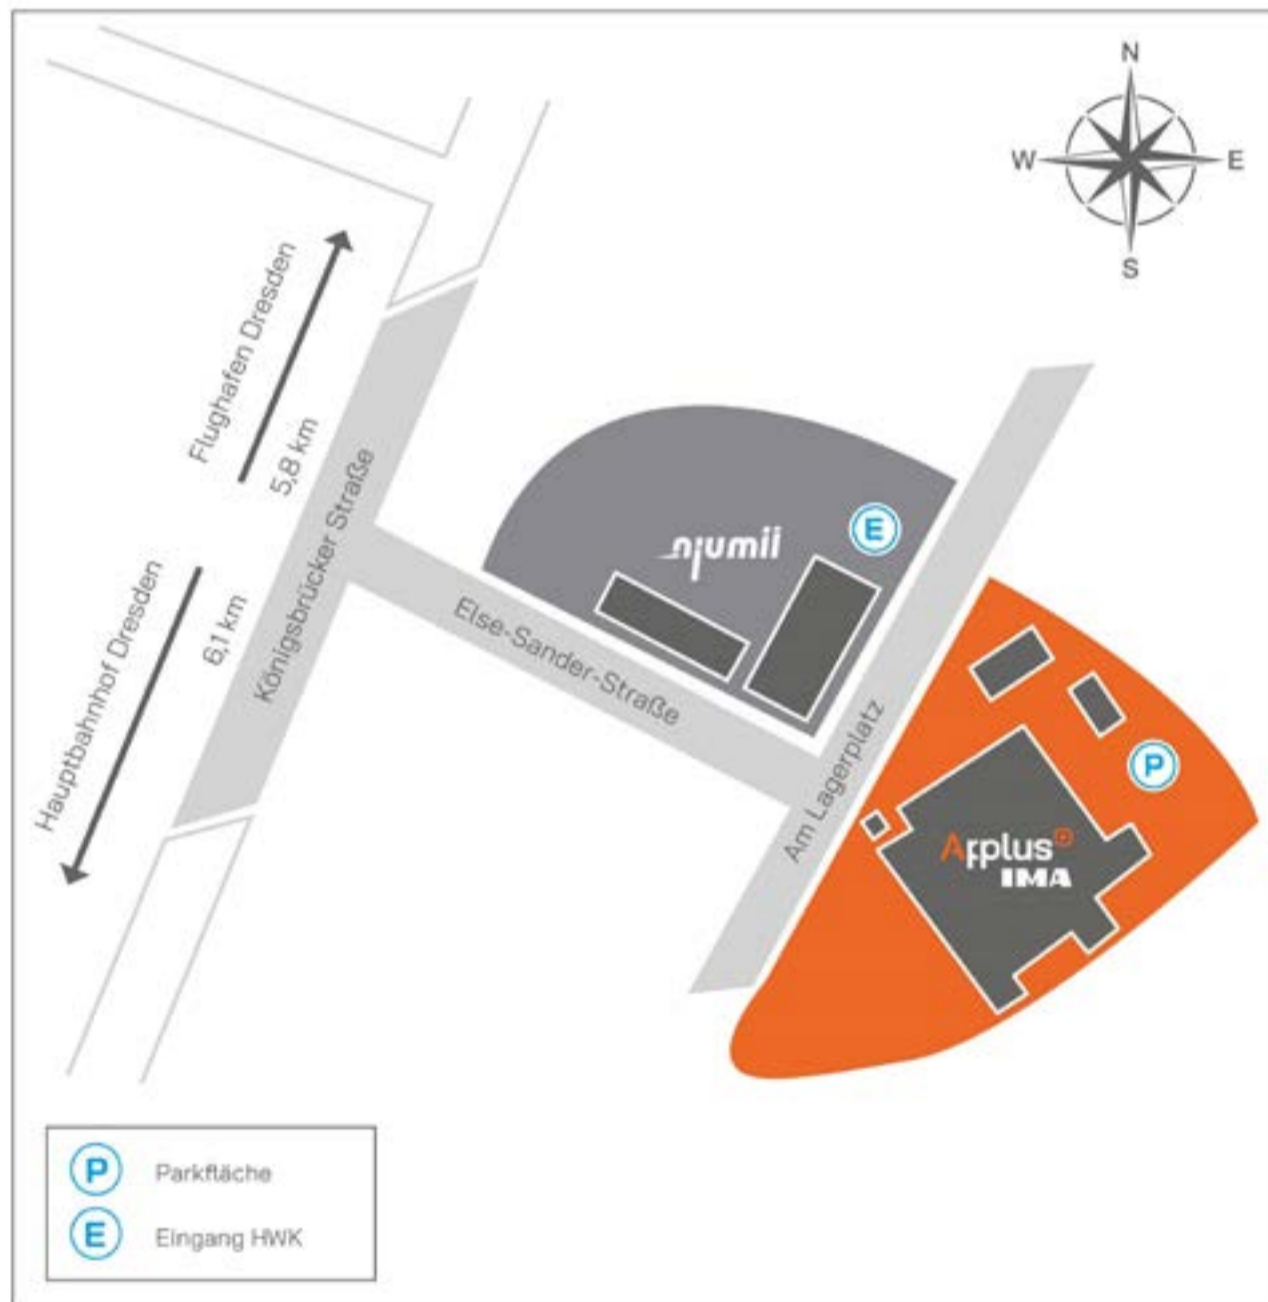 N
W
E
S
Flughafen Dresden
5,8 km
Hauptbahnhof Dresden
6,1 km
Königsbrücker Straße
njumii
E
Else-Sander-Straße
Am Lagerplatz
P
Applus+
IMA
P Parkfläche
E Eingang HWK